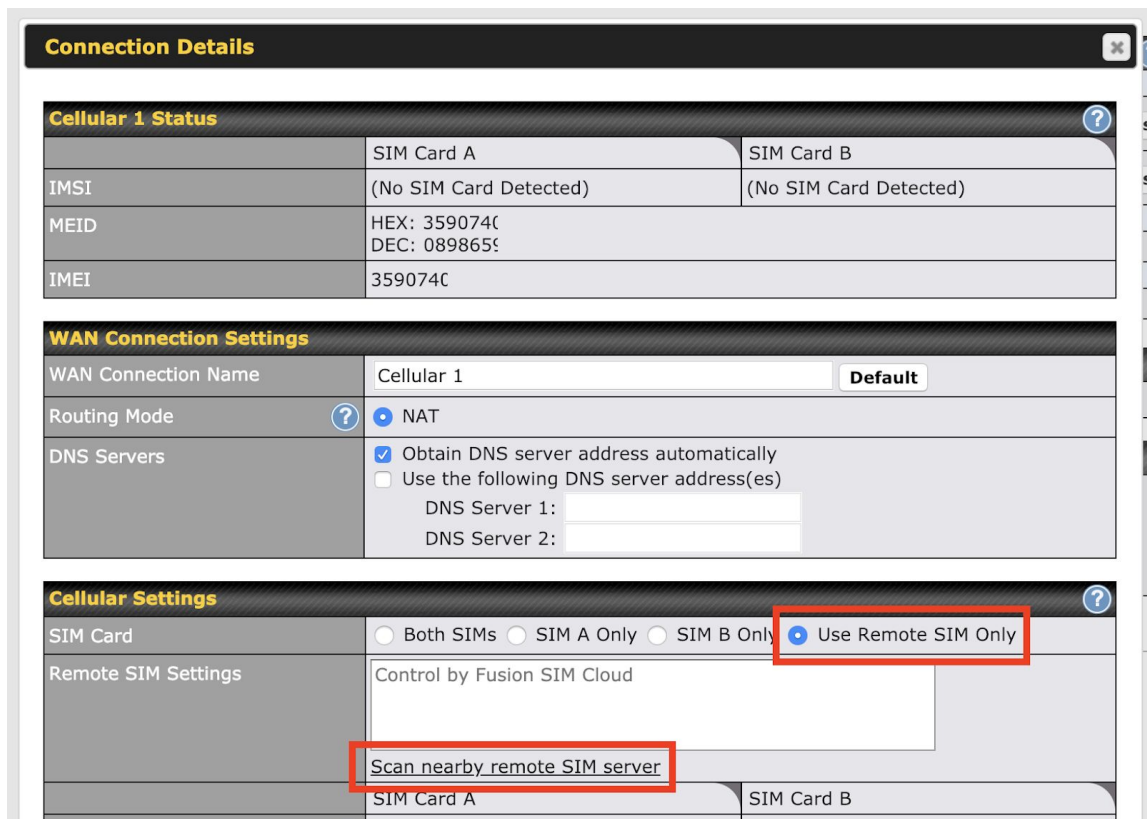 Connection Details
Cellular 1 Status
SIM Card A SIM Card B
IMSI (No SIM Card Detected) (No SIM Card Detected)
MEID HEX: 3590740
DEC: 0898659
IMEI 3590740
WAN Connection Settings
WAN Connection Name Cellular 1 Default
Routing Mode ? NAT
DNS Servers Obtain DNS server address automatically
Use the following DNS server address(es)
DNS Server 1:
DNS Server 2:
Cellular Settings
SIM Card Both SIMs SIM A Only SIM B Only Use Remote SIM Only
Remote SIM Settings Control by Fusion SIM Cloud
Scan nearby remote SIM server
SIM Card A SIM Card B